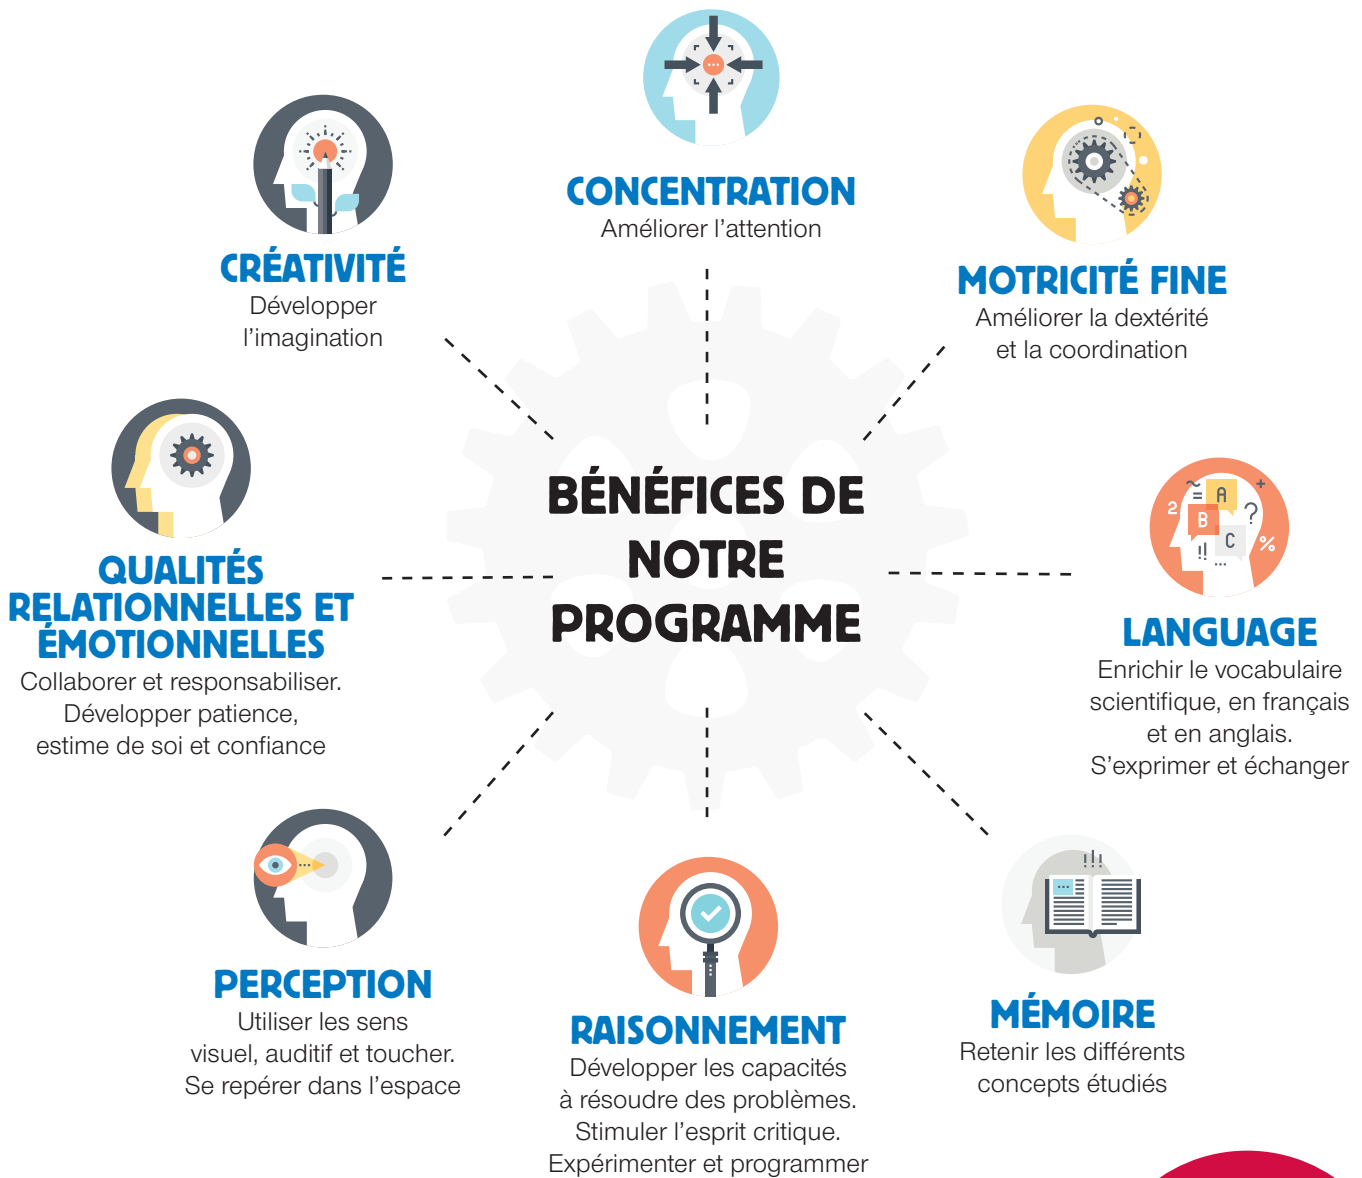 CONCENTRATION
Améliorer l’attention
CRÉATIVITÉ
Développer
l’imagination
MOTRICITÉ FINE
Améliorer la dextérité
et la coordination
QUALITÉS
RELATIONNELLES ET
ÉMOTIONNELLES
Collaborer et responsabiliser.
Développer patience,
estime de soi et confiance
BÉNÉFICES DE
NOTRE
PROGRAMME
2
~
=
A
+
B
?
C
!!
...
%
LANGUAGE
Enrichir le vocabulaire
scientifique, en français
et en anglais.
S’exprimer et échanger
PERCEPTION
Utiliser les sens
visuel, auditif et toucher.
Se repérer dans l’espace
RAISONNEMENT
Développer les capacités
à résoudre des problèmes.
Stimuler l’esprit critique.
Expérimenter et programmer
!!!
MÉMOIRE
Retenir les différents
concepts étudiés